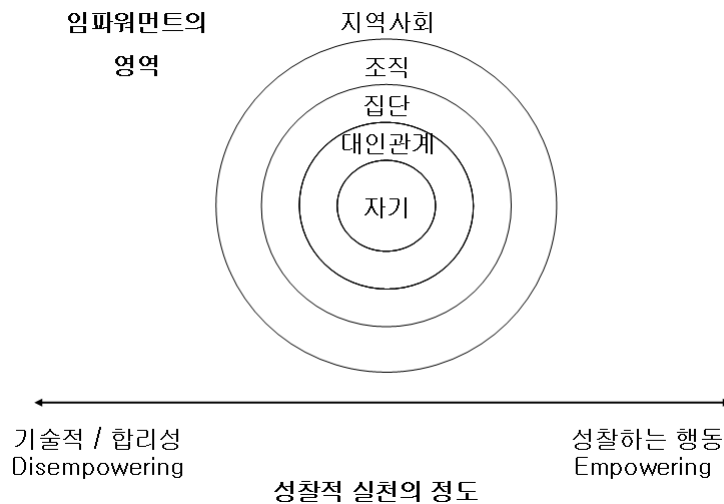 임파워먼트의
영역
지역사회
조직
집단
대인관계
자기
기술적 / 합리성
Disempowering
성찰하는 행동
Empowering
성찰적 실천의 정도